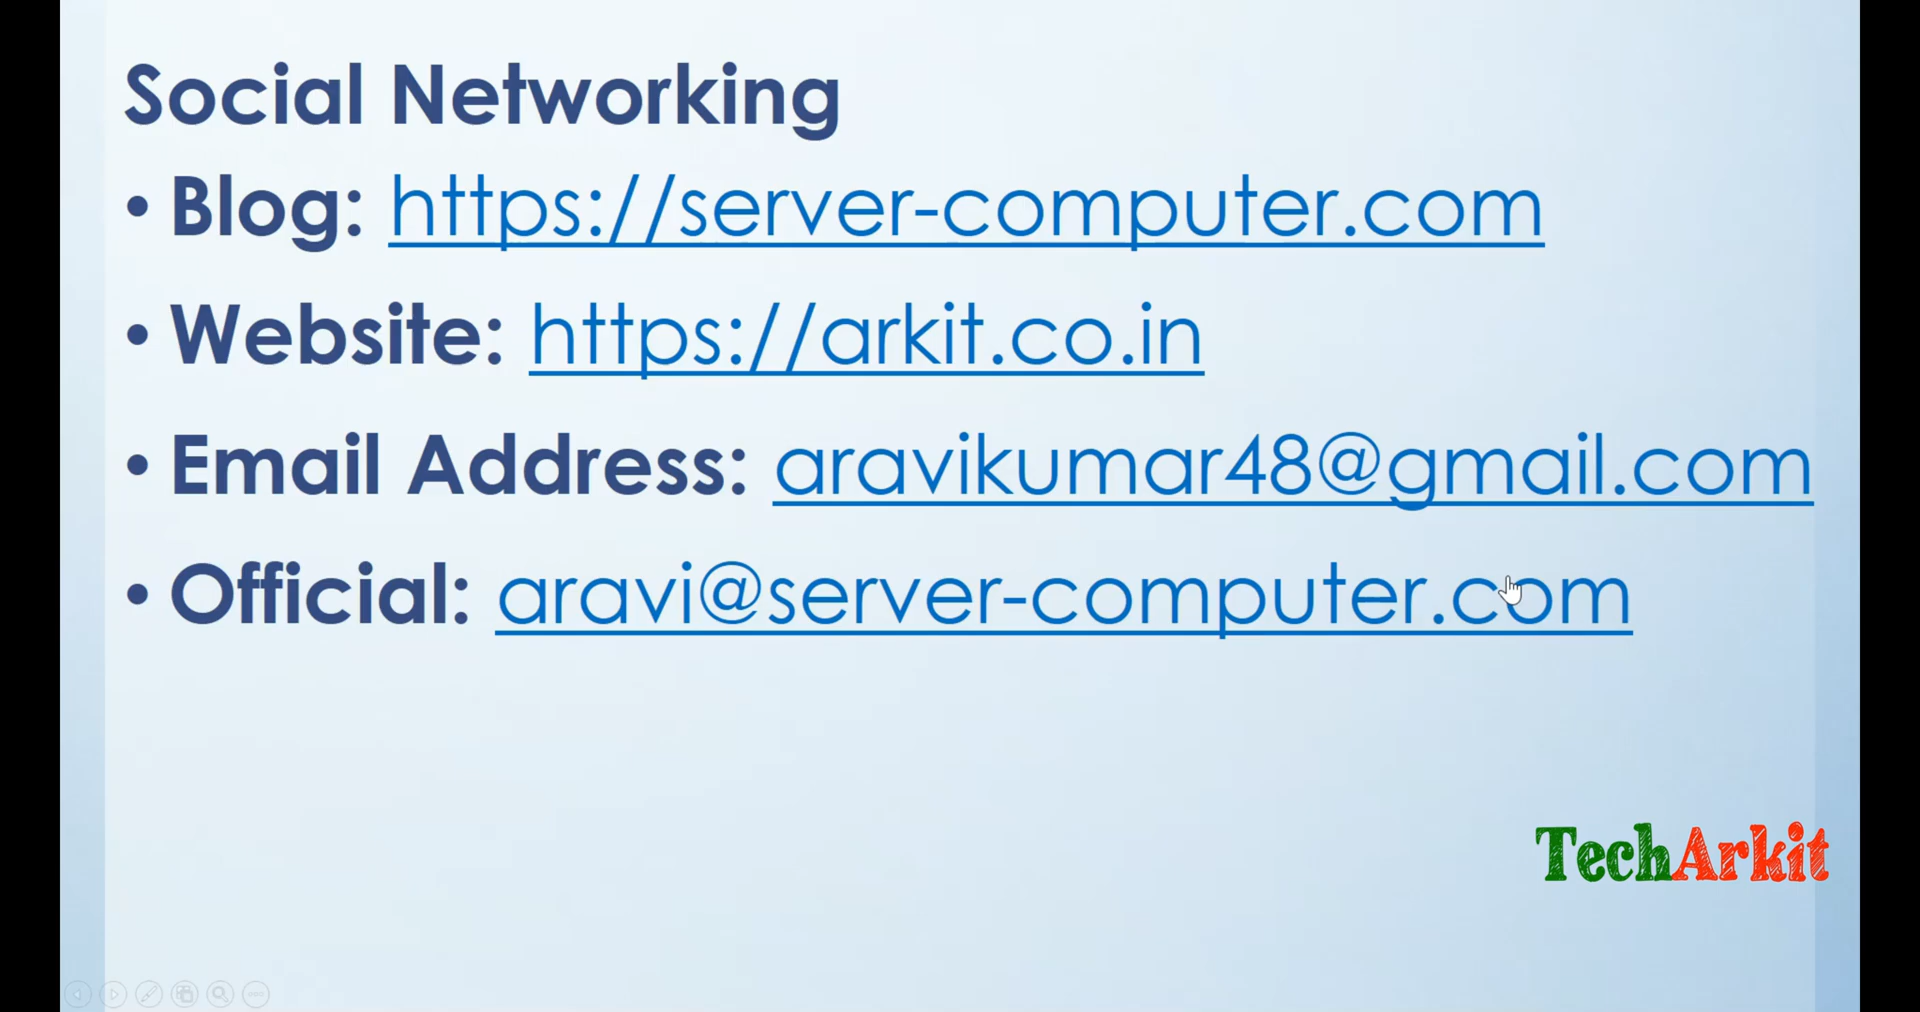 Social Networking
• Blog: https://server-computer.com
• Website: https://arkit.co.in
• Email Address: aravikumar48@gmail.com
• Official: aravi@server-computer.com
TechArkit